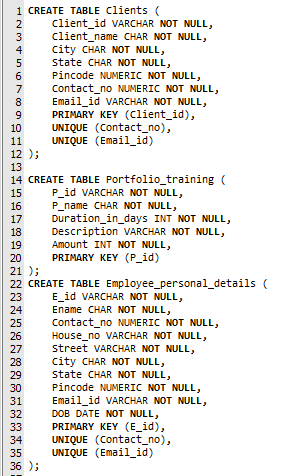 1 CREATE TABLE Clients (
2 Client_id VARCHAR NOT NULL,
3 Client_name CHAR NOT NULL,
4 City CHAR NOT NULL,
5 State CHAR NOT NULL,
6 Pincode NUMERIC NOT NULL,
7 Contact_no NUMERIC NOT NULL,
8 Email_id VARCHAR NOT NULL,
9 PRIMARY KEY (Client_id),
10 UNIQUE (Contact_no),
11 UNIQUE (Email_id)
12 );
13
14 CREATE TABLE Portfolio_training (
15 P_id VARCHAR NOT NULL,
16 P_name CHAR NOT NULL,
17 Duration_in_days INT NOT NULL,
18 Description VARCHAR NOT NULL,
19 Amount INT NOT NULL,
20 PRIMARY KEY (P_id)
21 );
22 CREATE TABLE Employee_personal_details (
23 E_id VARCHAR NOT NULL,
24 Ename CHAR NOT NULL,
25 Contact_no NUMERIC NOT NULL,
26 House_no VARCHAR NOT NULL,
27 Street VARCHAR NOT NULL,
28 City CHAR NOT NULL,
29 State CHAR NOT NULL,
30 Pincode NUMERIC NOT NULL,
31 Email_id VARCHAR NOT NULL,
32 DOB DATE NOT NULL,
33 PRIMARY KEY (E_id),
34 UNIQUE (Contact_no),
35 UNIQUE (Email_id)
36 );